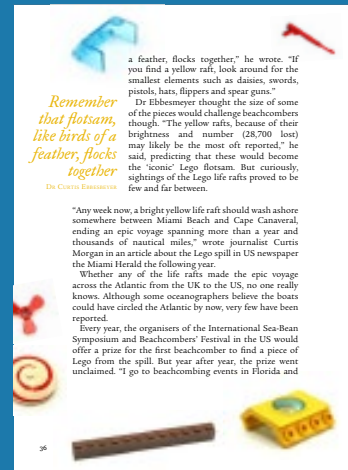 a feather, flocks together,” he wrote. “If
you find a yellow raft, look around for the
smallest elements such as daisies, swords,
pistols, hats, flippers and spear guns.”
Dr Ebbesmeyer thought the size of some
of the pieces would challenge beachcombers
though. “The yellow rafts, because of their
brightness and number (28,700 lost)
may likely be the most oft reported,” he
said, predicting that these would become
the ‘iconic’ Lego flotsam. But curiously,
sightings of the Lego life rafts proved to be
few and far between.
Remember
that flotsam,
like birds of a
feather, flocks
together
Dr Curtis Ebbesmeyer
“Any week now, a bright yellow life raft should wash ashore
somewhere between Miami Beach and Cape Canaveral,
ending an epic voyage spanning more than a year and
thousands of nautical miles,” wrote journalist Curtis
Morgan in an article about the Lego spill in US newspaper
the Miami Herald the following year.
Whether any of the life rafts made the epic voyage
across the Atlantic from the UK to the US, no one really
knows. Although some oceanographers believe the boats
could have circled the Atlantic by now, very few have been
reported.
Every year, the organisers of the International Sea-Bean
Symposium and Beachcombers’ Festival in the US would
offer a prize for the first beachcomber to find a piece of
Lego from the spill. But year after year, the prize went
unclaimed. “I go to beachcombing events in Florida and
36